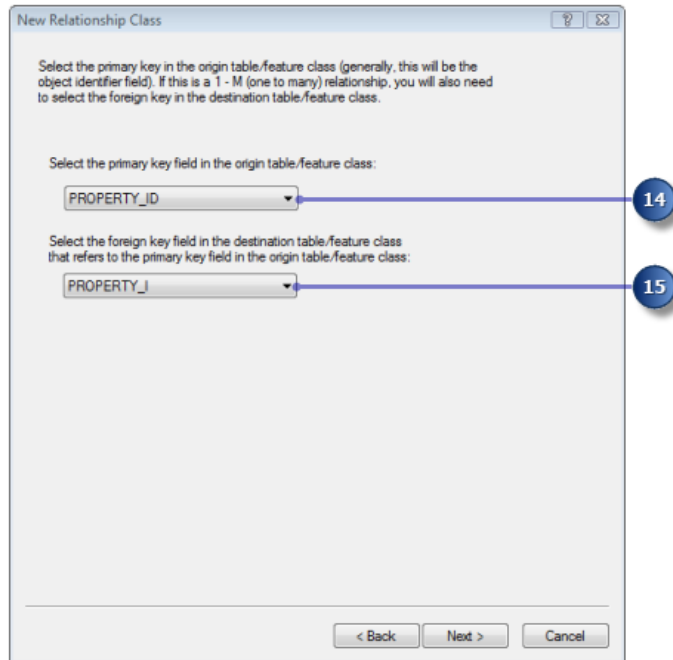 New Relationship Class
Select the primary key in the origin table/feature class (generally, this will be the
object identifier field). If this is a 1 - M (one to many) relationship, you will also need
to select the foreign key in the destination table/feature class.
Select the primary key field in the origin table/feature class:
PROPERTY_ID
14
Select the foreign key field in the destination table/feature class
that refers to the primary key field in the origin table/feature class:
PROPERTY_I
15
< Back Next > Cancel